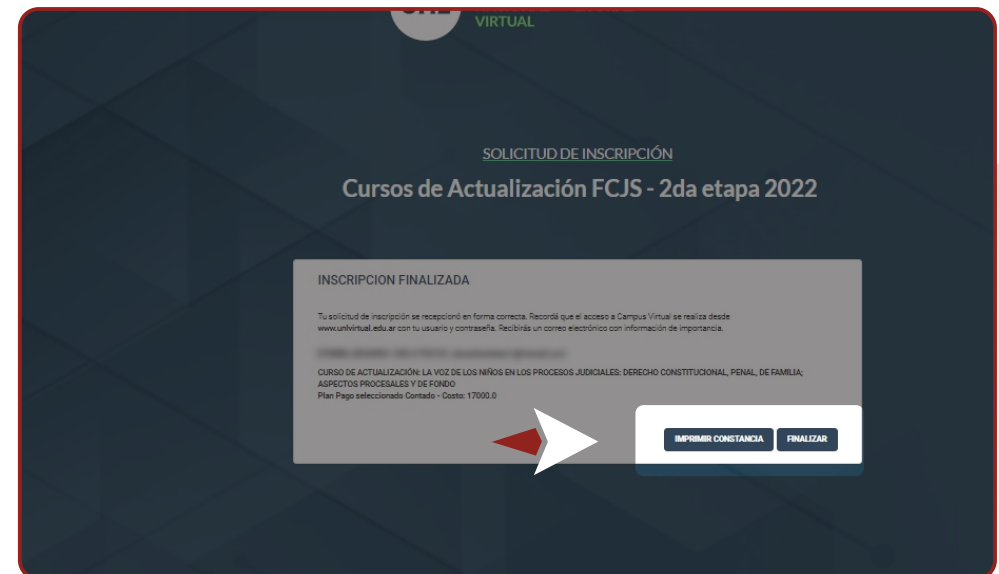 VIRTUAL
SOLICITUD DE INSCRIPCIÓN
Cursos de Actualización FCJS - 2da etapa 2022
INSCRIPCION FINALIZADA
Tu solicitud de inscripción se recepcionó en forma correcta. Recordá que el acceso a Campus Virtual se realiza desde
www.unlvirtual.edu.ar con tu usuario y contraseña. Recibirás un correo electrónico con información de importancia.
CURSO DE ACTUALIZACIÓN: LA VOZ DE LOS NIÑOS EN LOS PROCESOS JUDICIALES: DERECHO CONSTITUCIONAL, PENAL, DE FAMILIA;
ASPECTOS PROCESALES Y DE FONDO
Plan Pago seleccionado Contado - Costo: 17000.0
IMPRIMIR CONSTANCIA FINALIZAR